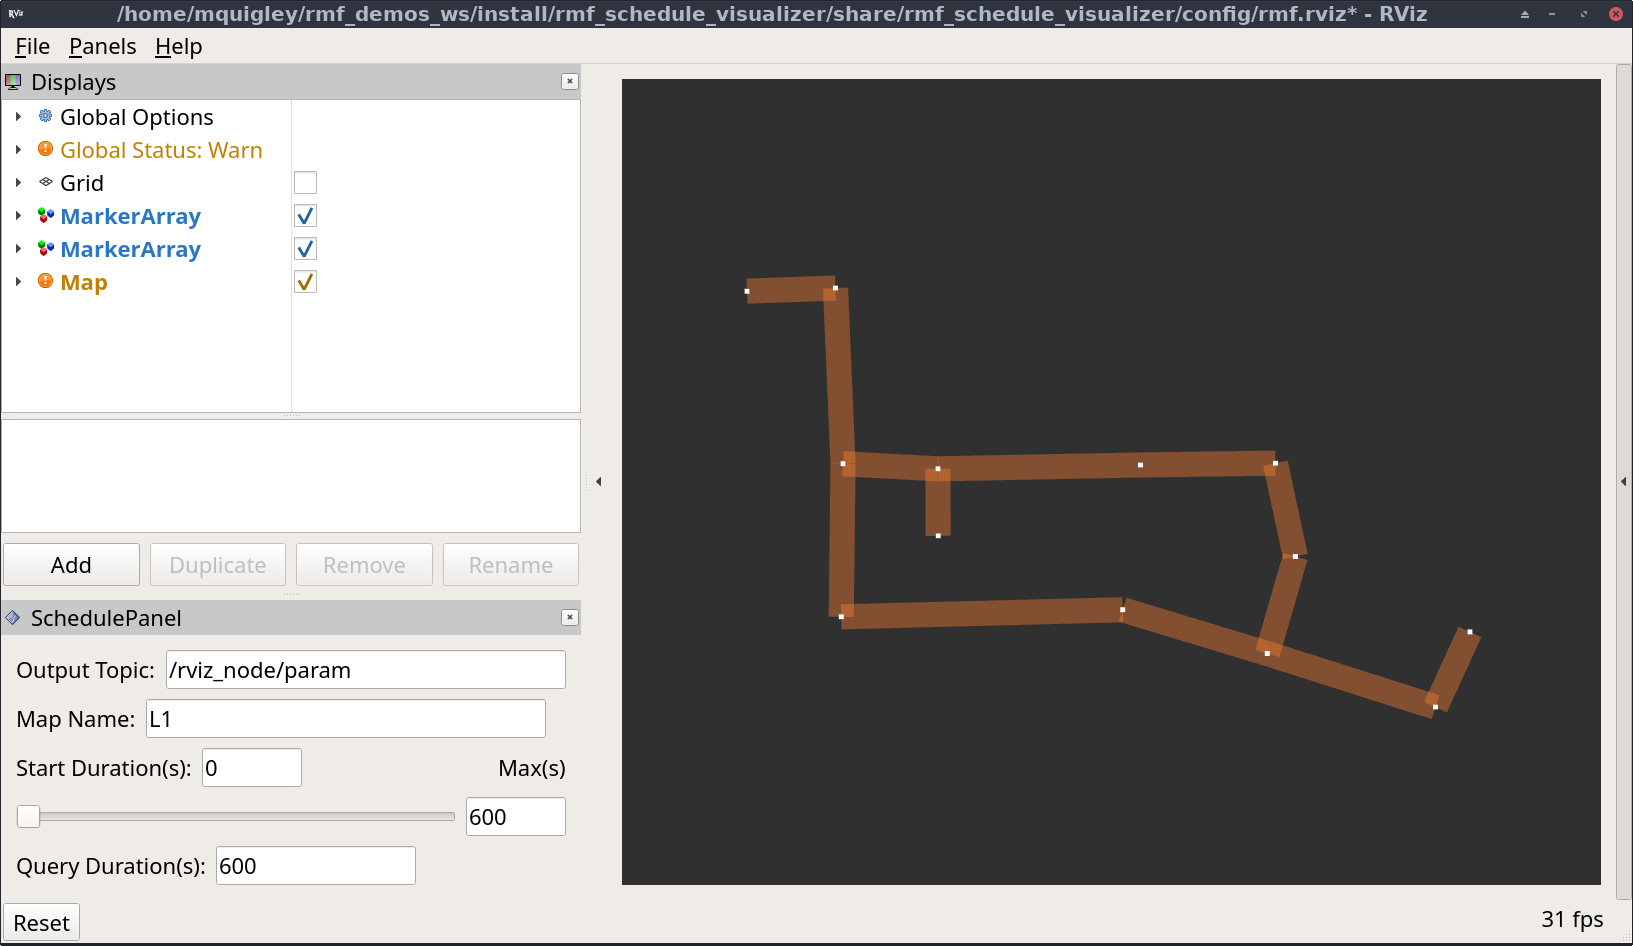 RViz
/home/mquigley/rmf_demos_ws/install/rmf_schedule_visualizer/share/rmf_schedule_visualizer/config/rmf.rviz* - RViz
File Panels Help
Displays
Global Options
Global Status: Warn
Grid
MarkerArray
MarkerArray
Map
Add Duplicate Remove Rename
SchedulePanel
Output Topic: /rviz_node/param
Map Name: L1
Start Duration(s): 0 Max(s)
600
Query Duration(s): 600
Reset
31 fps